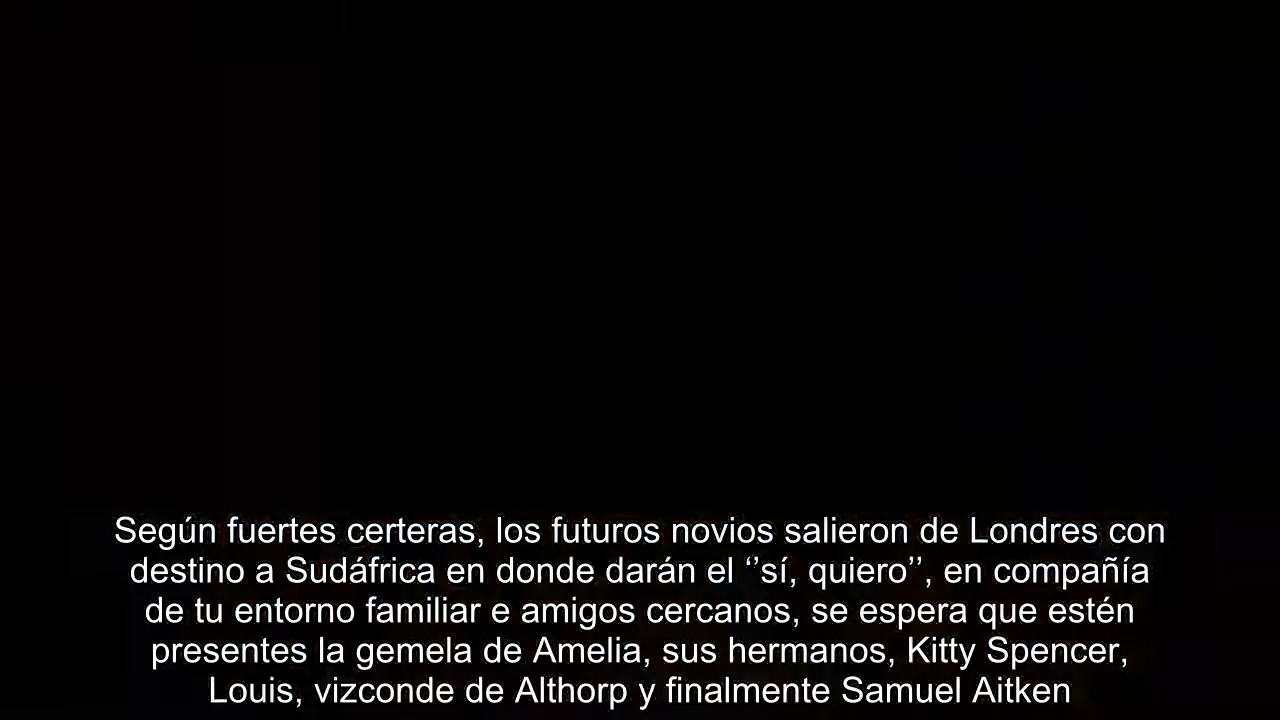 Según fuertes certeras, los futuros novios salieron de Londres con
destino a Sudáfrica en donde darán el ‘’sí, quiero’’, en compañía
de tu entorno familiar e amigos cercanos, se espera que estén
presentes la gemela de Amelia, sus hermanos, Kitty Spencer,
Louis, vizconde de Althorp y finalmente Samuel Aitken